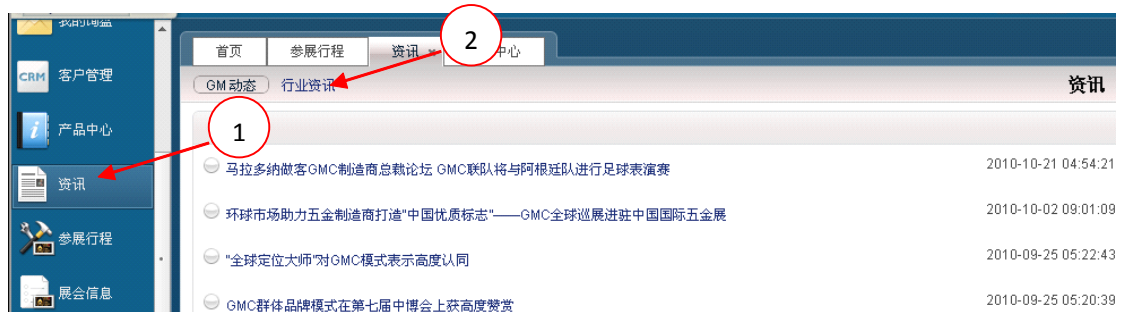 我的询盘
CRM 客户管理
产品中心
资讯
参展行程
展会信息
首页 参展行程 资讯 × 中心
2
GM 动态 行业资讯
资讯
1
马拉多纳做客GMC制造商总裁论坛 GMC联队将与阿根廷队进行足球表演赛 2010-10-21 04:54:21
环球市场助力五金制造商打造"中国优质标志"——GMC全球巡展进驻中国国际五金展 2010-10-02 09:01:09
"全球定位大师"对GMC模式表示高度认同 2010-09-25 05:22:43
GMC群体品牌模式在第七届中博会上获高度赞赏 2010-09-25 05:20:39